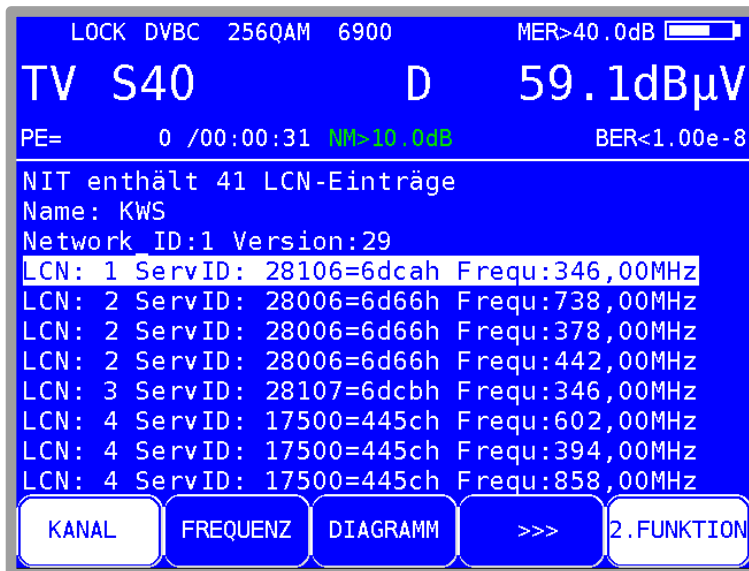 LOCK DVBC 256QAM 6900 MER>40.0dB
TV S40 D 59.1dBµV
PE= 0 /00:00:31 NM>10.0dB BER<1.00e-8
NIT enthält 41 LCN-Einträge
Name: KWS
Network_ID:1 Version:29
LCN: 1 ServID: 28106=6dcah Frequ:346,00MHz
LCN: 2 ServID: 28006=6d66h Frequ:738,00MHz
LCN: 2 ServID: 28006=6d66h Frequ:378,00MHz
LCN: 2 ServID: 28006=6d66h Frequ:442,00MHz
LCN: 3 ServID: 28107=6dcbh Frequ:346,00MHz
LCN: 4 ServID: 17500=445ch Frequ:602,00MHz
LCN: 4 ServID: 17500=445ch Frequ:394,00MHz
LCN: 4 ServID: 17500=445ch Frequ:858,00MHz
KANAL FREQUENZ DIAGRAMM >>> 2.FUNKTION